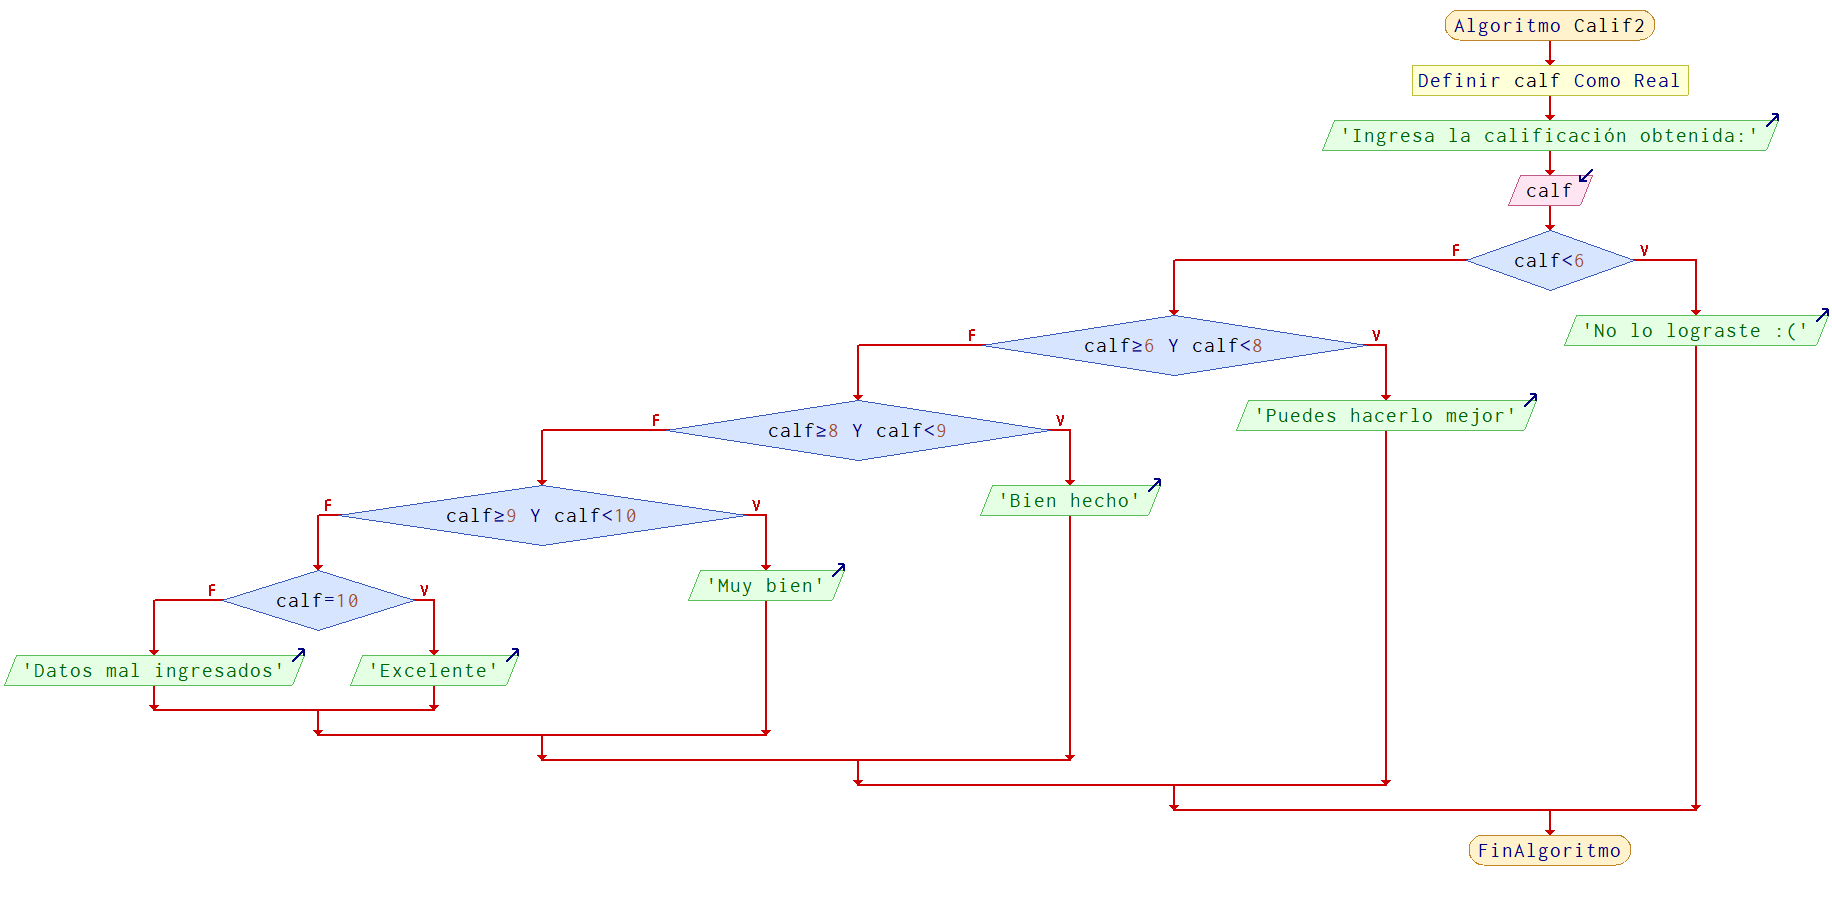 Algoritmo Calif2
Definir calf Como Real
'Ingresa la calificación obtenida:'
calf
calf<6
F
V
'No lo lograste :('
calf≥6 Y calf<8
F
V
'Puedes hacerlo mejor'
calf≥8 Y calf<9
F
V
'Bien hecho'
calf≥9 Y calf<10
F
V
'Muy bien'
calf=10
F
V
'Datos mal ingresados'
'Excelente'
FinAlgoritmo